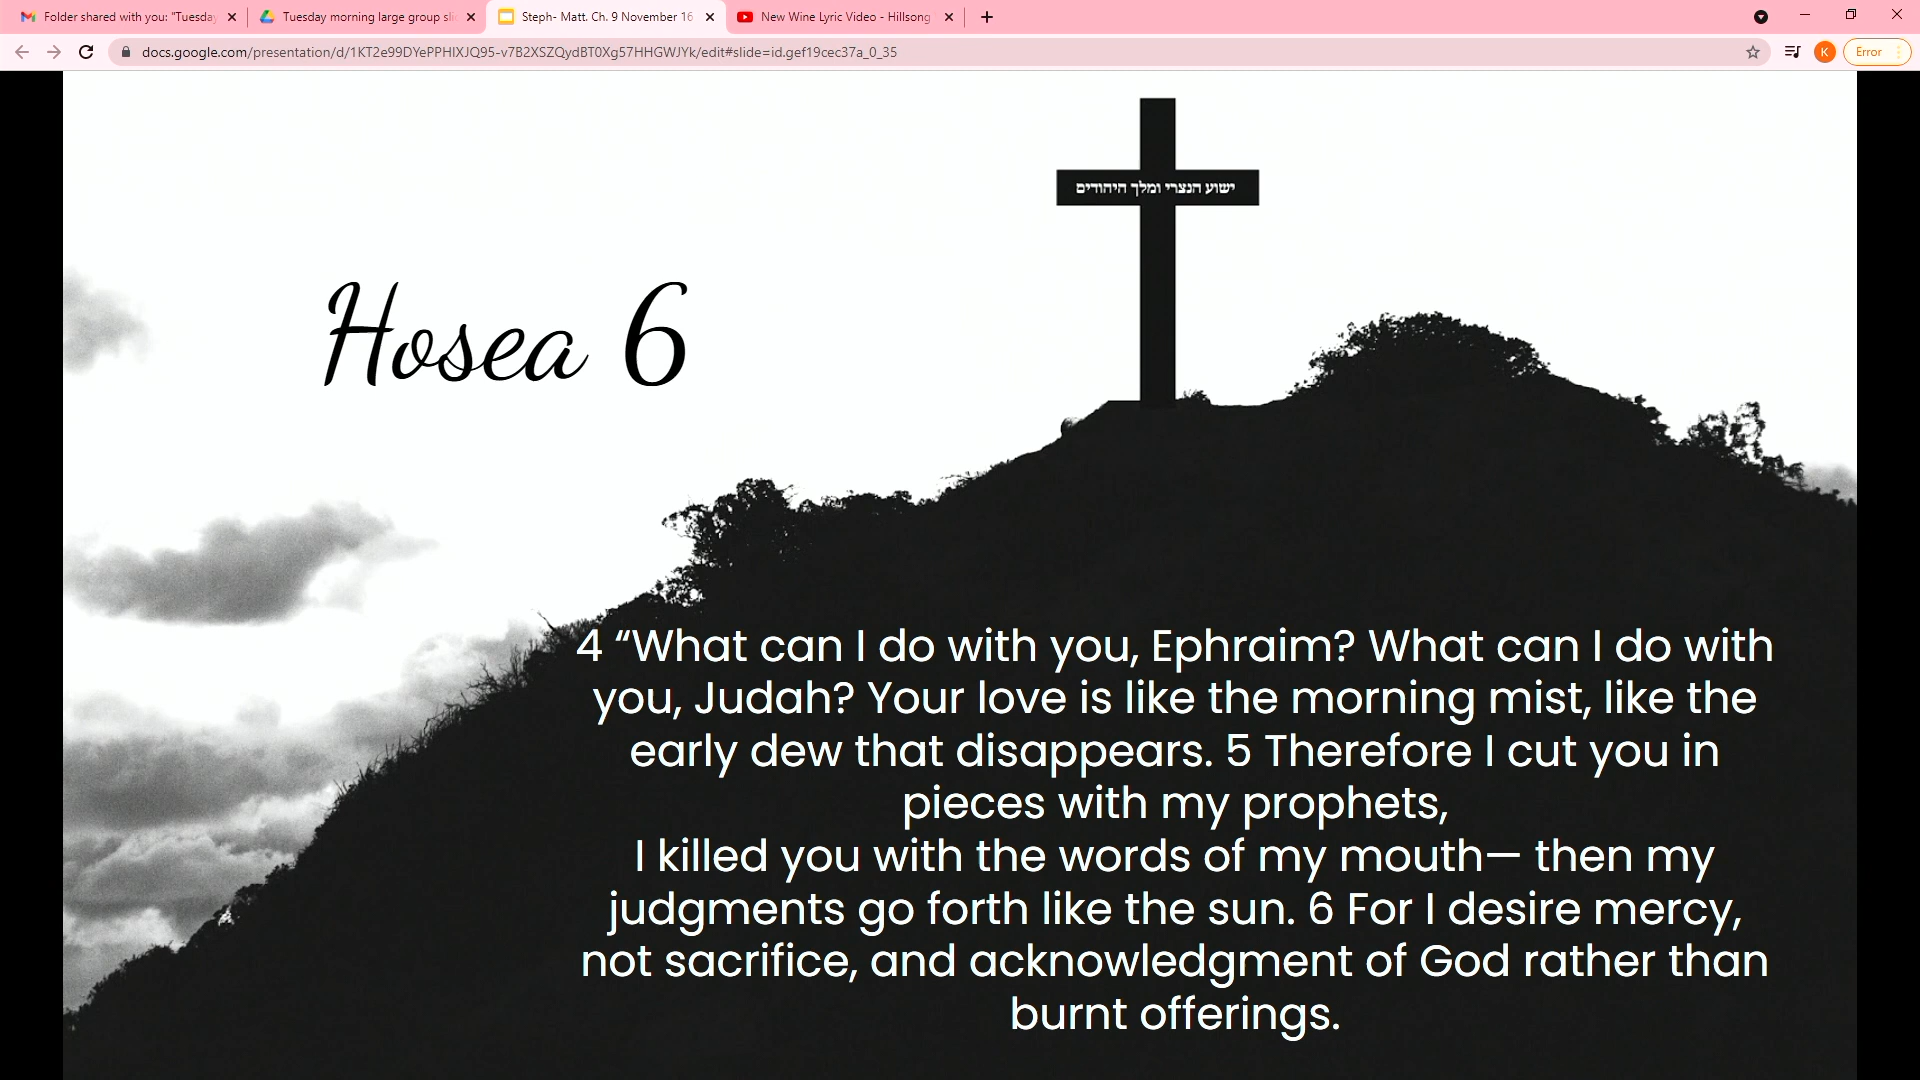 Folder shared with you: "Tuesda
Tuesday morning large group sli
Steph- Matt. Ch. 9 November 16
New Wine Lyric Video - Hillsong
docs.google.com/presentation/d/1KT2e99DYePPHIXJQ95-v7B2XSZQydBT0Xg57HHGWJYk/edit#slide=id.gef19cec37a_0_35
K
Error
ישוע הנצרי ומלך היהודים
Hosea 6
4 “What can I do with you, Ephraim? What can I do with
you, Judah? Your love is like the morning mist, like the
early dew that disappears. 5 Therefore I cut you in
pieces with my prophets,
I killed you with the words of my mouth— then my
judgments go forth like the sun. 6 For I desire mercy,
not sacrifice, and acknowledgment of God rather than
burnt offerings.